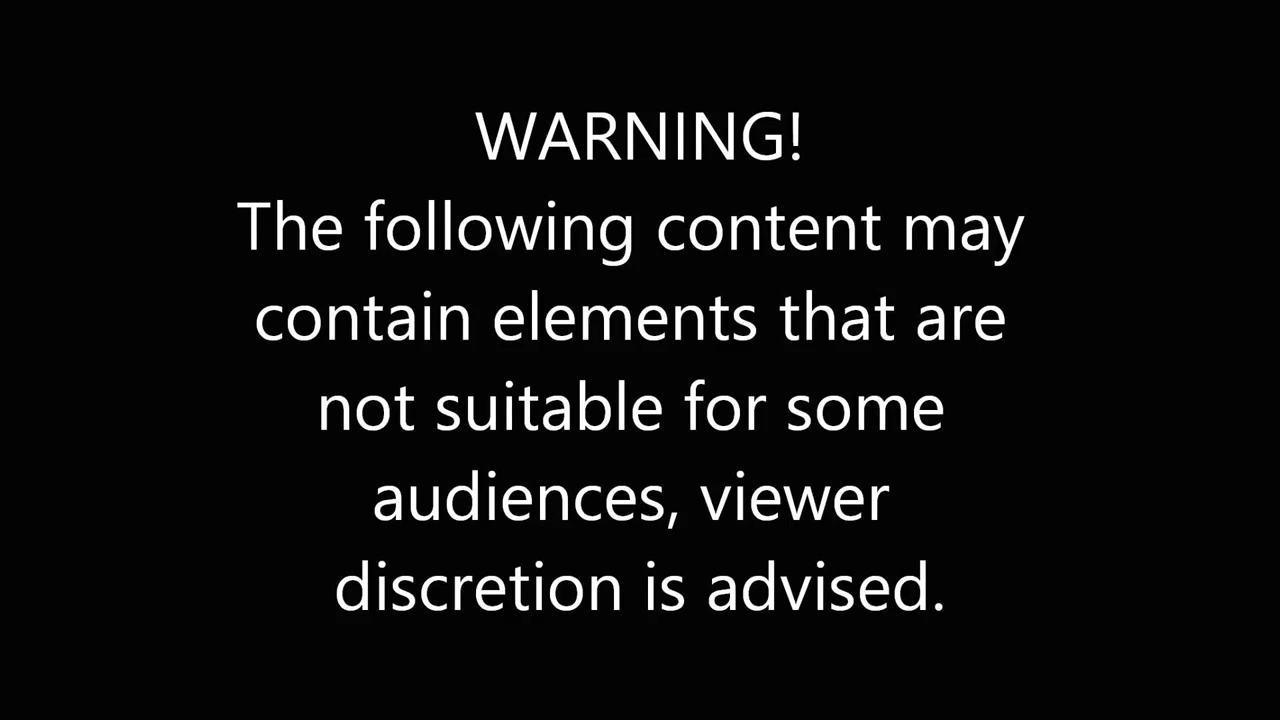 WARNING!
The following content may
contain elements that are
not suitable for some
audiences, viewer
discretion is advised.